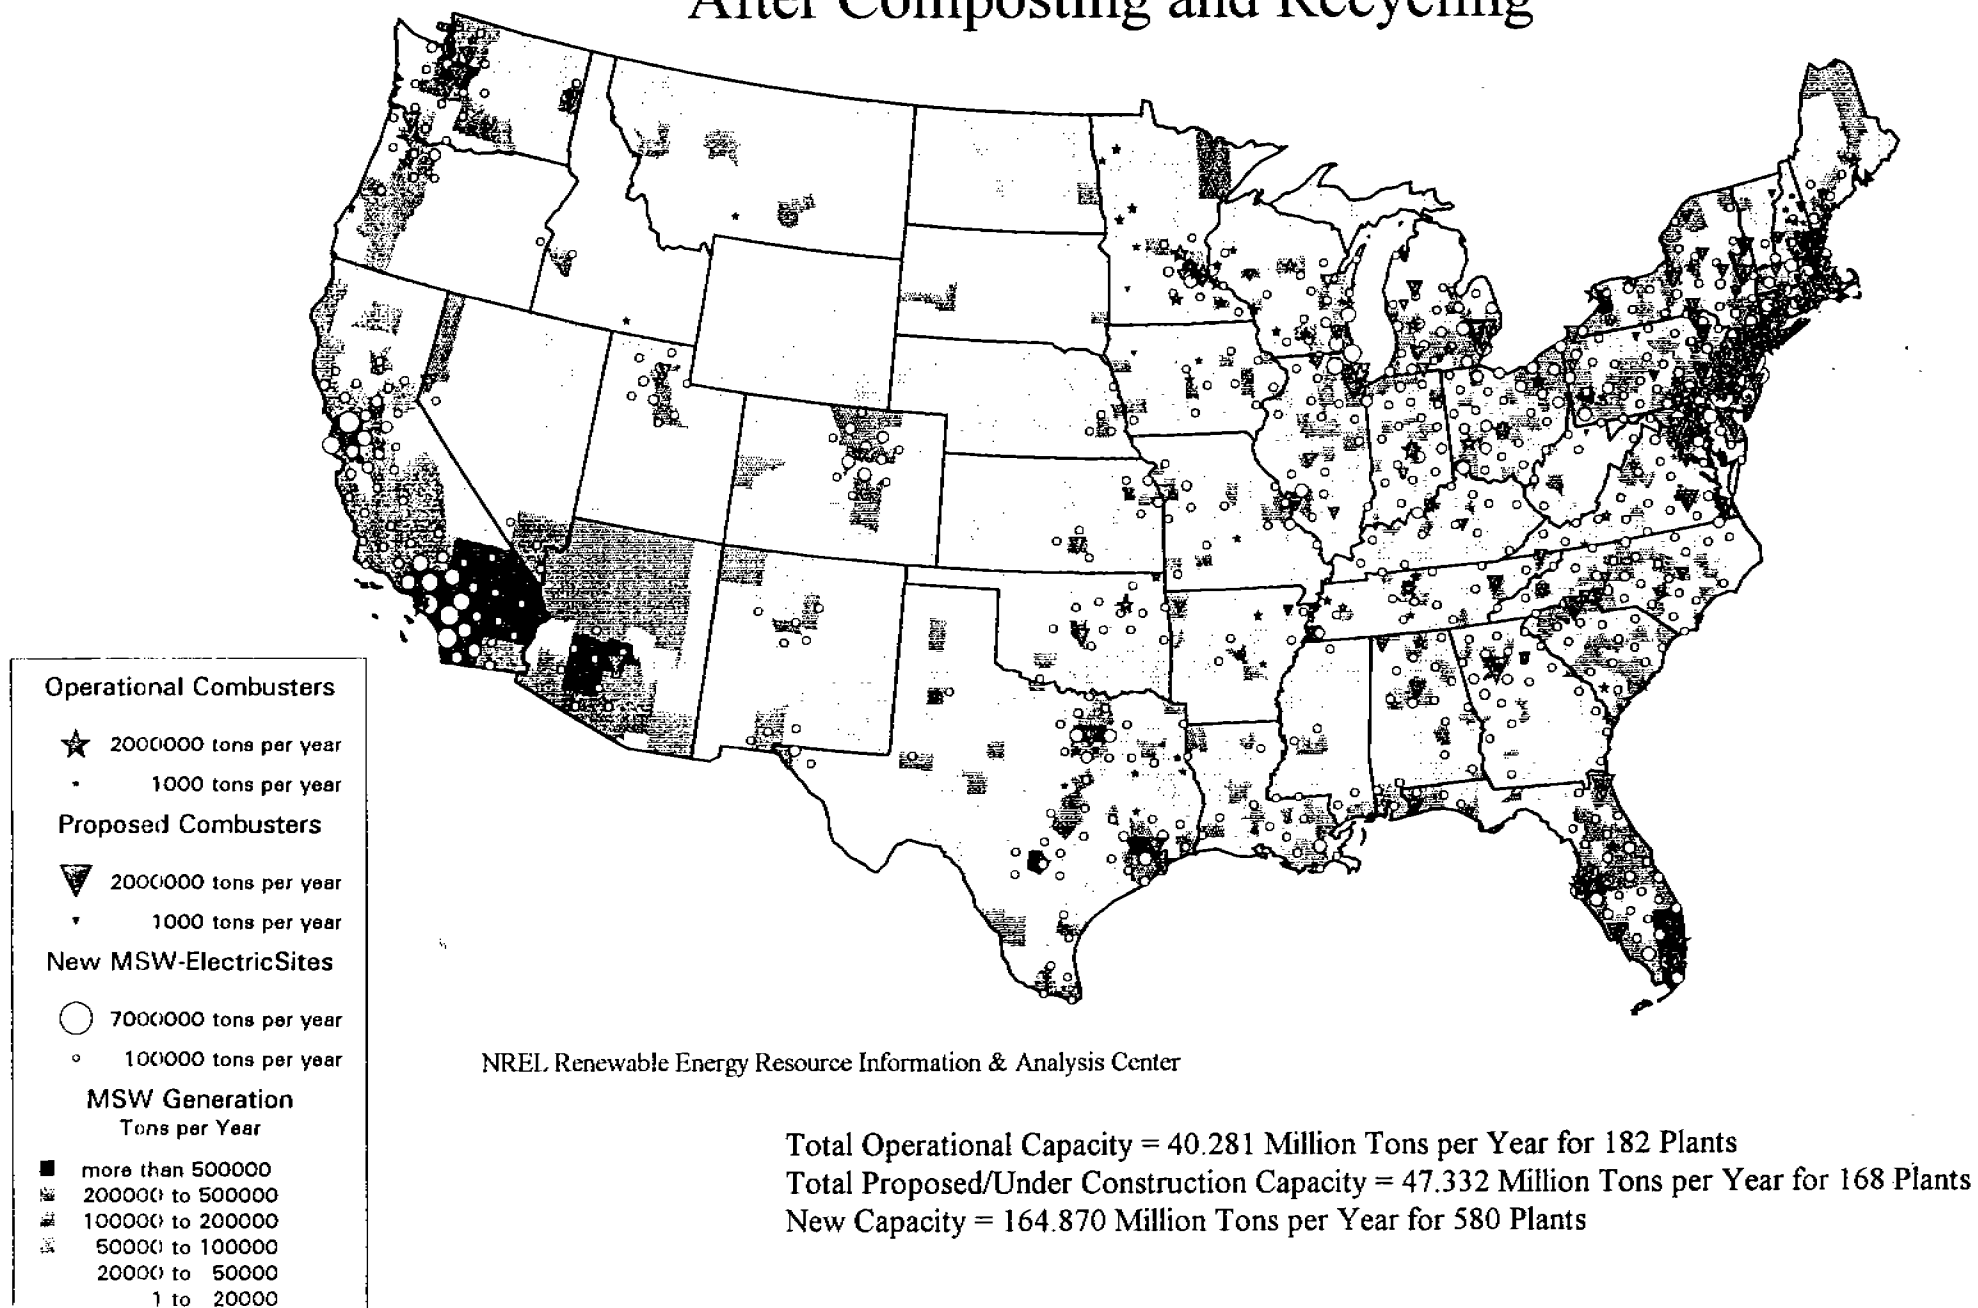 After Composting and Recycling
Operational Combusters
2000000 tons per year
1000 tons per year
Proposed Combusters
2000000 tons per year
1000 tons per year
New MSW-ElectricSites
7000000 tons per year
100000 tons per year
MSW Generation
Tons per Year
more than 500000
200000 to 500000
100000 to 200000
50000 to 100000
20000 to 50000
1 to 20000
NREL Renewable Energy Resource Information & Analysis Center
Total Operational Capacity = 40.281 Million Tons per Year for 182 Plants
Total Proposed/Under Construction Capacity = 47.332 Million Tons per Year for 168 Plants
New Capacity = 164.870 Million Tons per Year for 580 Plants